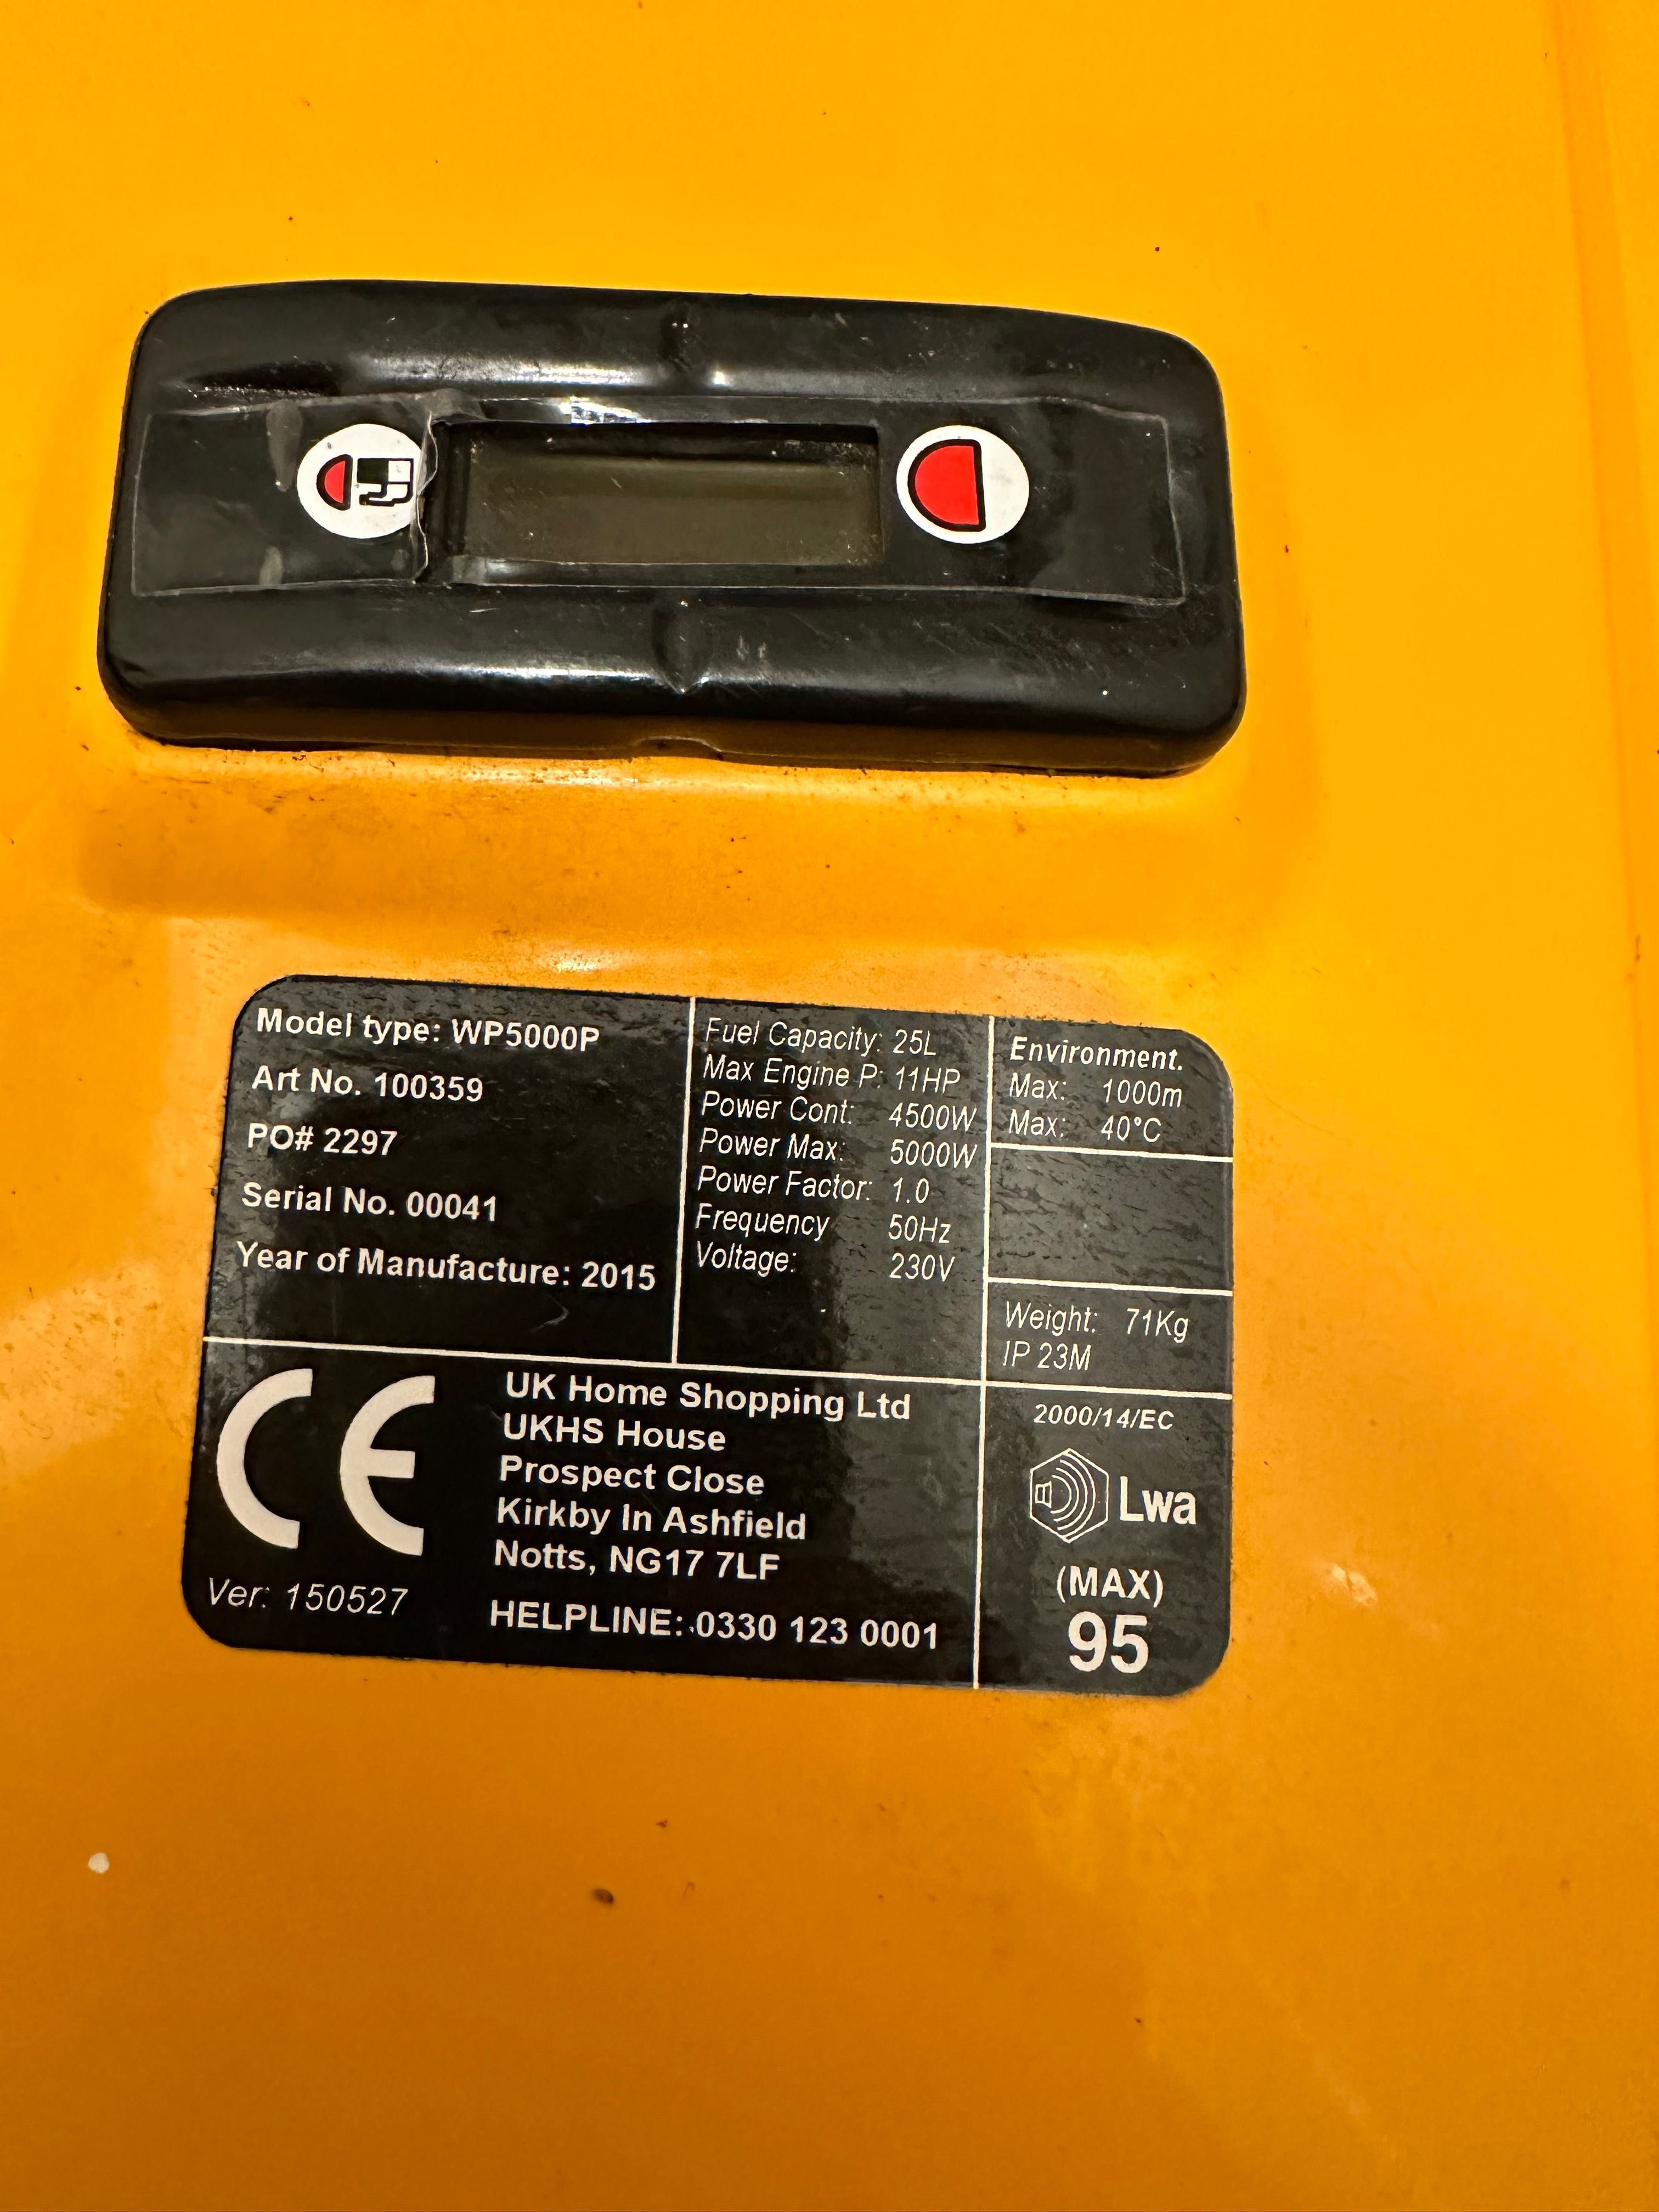 Model type: WP5000P
Art No. 100359
PO# 2297
Serial No. 00041
Year of Manufacture: 2015
Fuel Capacity: 25L
Max Engine P: 11HP
Power Cont: 4500W
Power Max: 5000W
Power Factor: 1.0
Frequency 50Hz
Voltage: 230V
Environment.
Max: 1000m
Max: 40°C
Weight: 71Kg
IP 23M
CE
Ver: 150527
UK Home Shopping Ltd
UKHS House
Prospect Close
Kirkby In Ashfield
Notts, NG17 7LF
HELPLINE: 0330 123 0001
2000/14/EC
Lwa
(MAX)
95